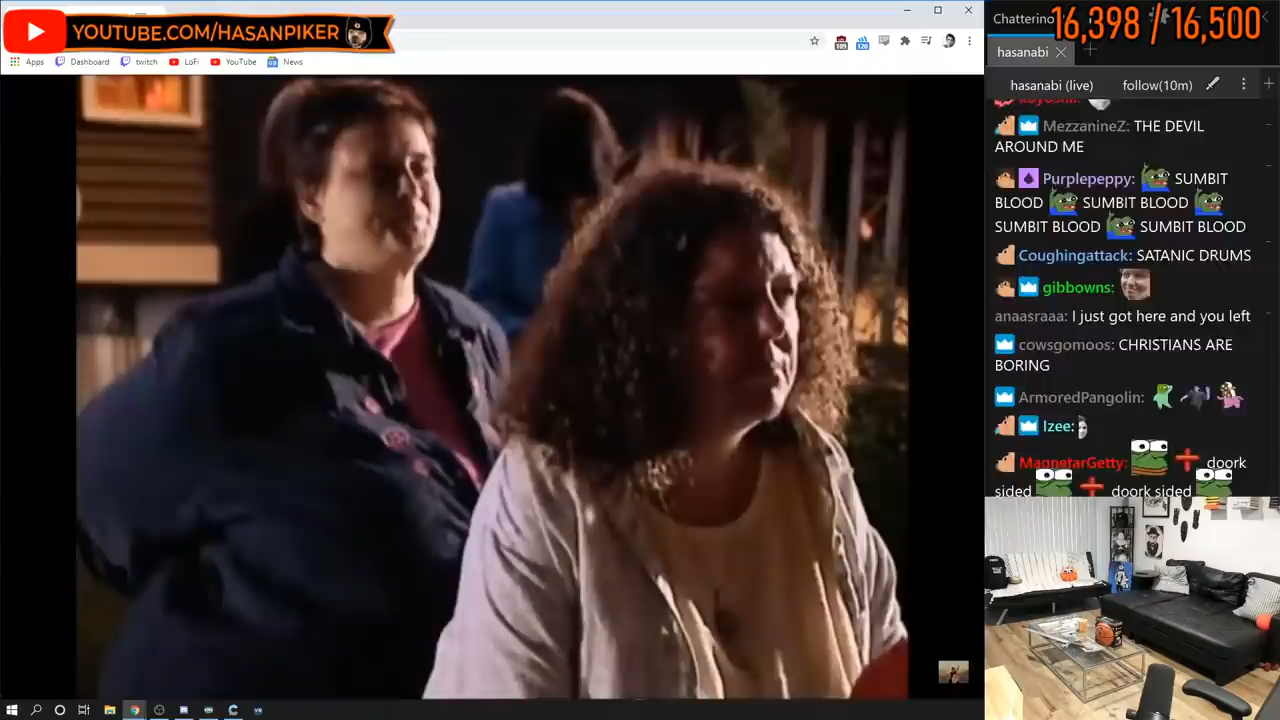 YOUTUBE.COM/HASANPIKER
Apps Dashboard twitch LoFi YouTube News
109 120
Chatterino
16,398 / 16,500
hasanabi
hasanabi (live) follow(10m)
MezzanineZ: THE DEVIL
AROUND ME
Purplepeppy: SUMBIT
BLOOD SUMBIT BLOOD
SUMBIT BLOOD SUMBIT BLOOD
Coughingattack: SATANIC DRUMS
gibbowns:
anaasraaa: I just got here and you left
cowsgomoos: CHRISTIANS ARE
BORING
ArmoredPangolin:
Izee:
MagnetarGetty: doork
sided doork sided